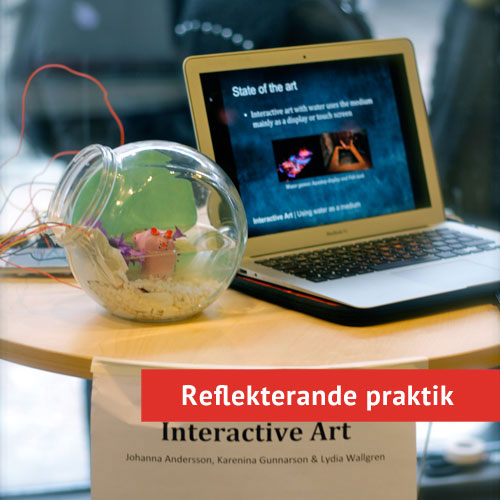 State of the art
• Interactive art with water uses the medium
mainly as a display or touch screen
Interactive Art | Using water as a medium
MacBook Air
Reflekterande praktik
Interactive Art
Johanna Andersson, Karenina Gunnarson & Lydia Wallgren